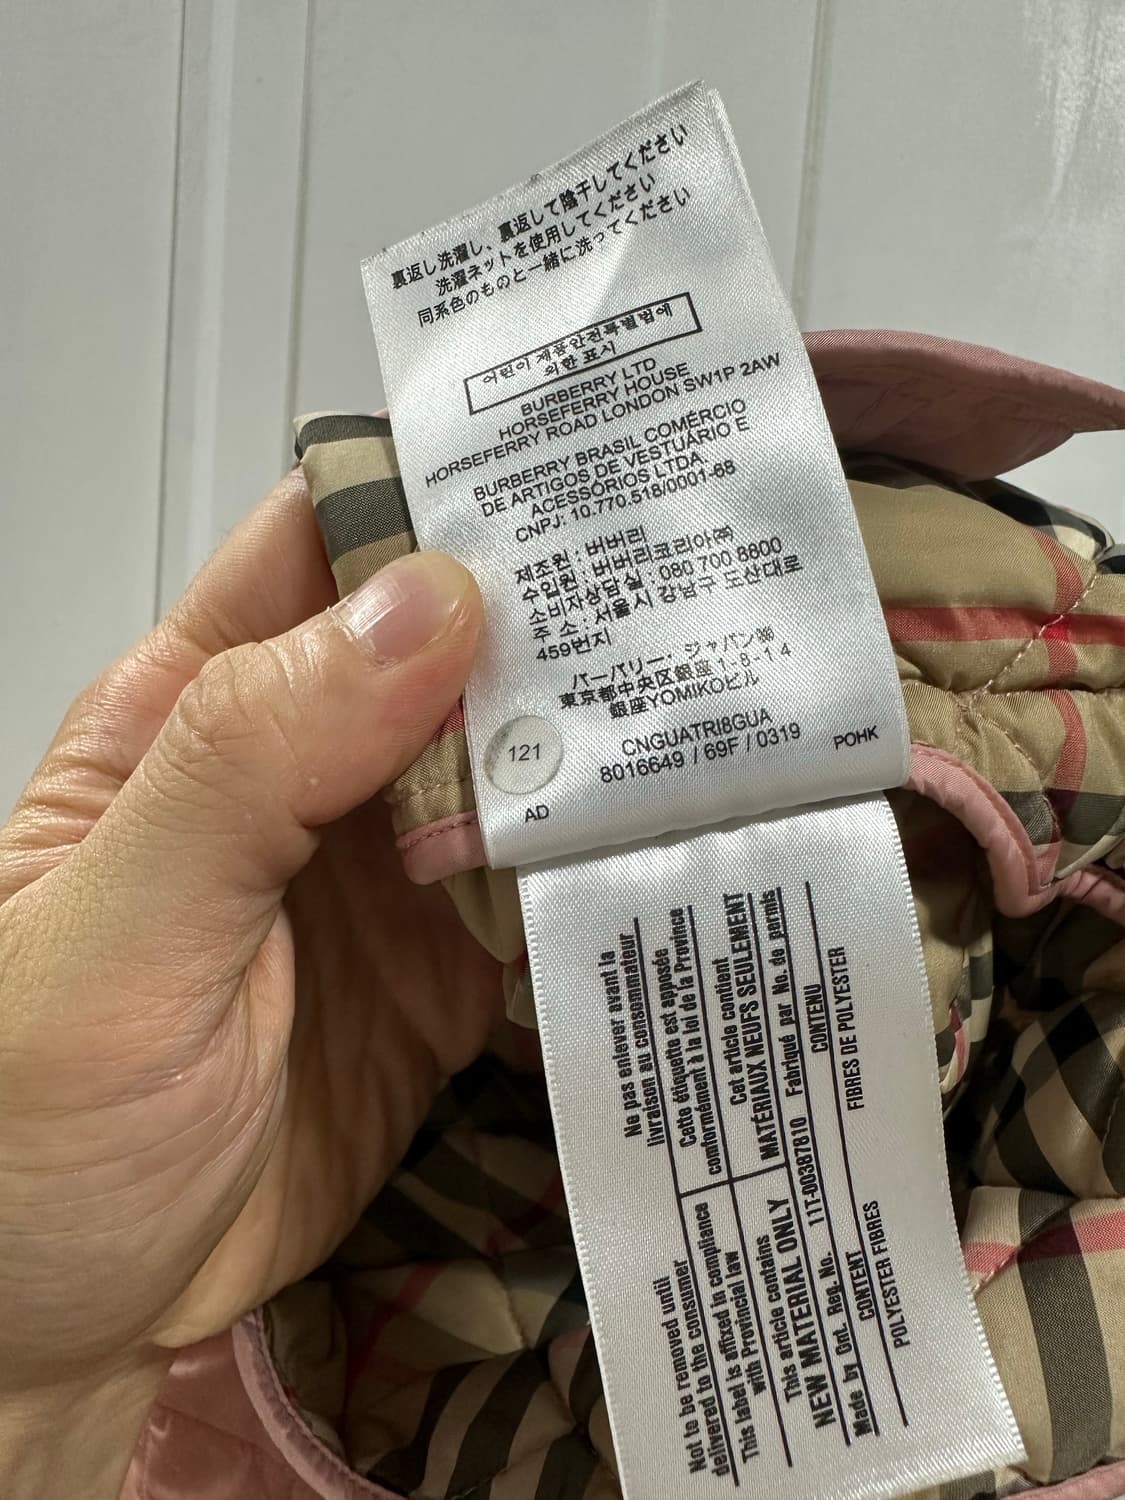 裏返し洗濯し、裏返して陰干してください
洗濯ネットを使用してください
同系色のものと一緒に洗ってください
어린이 제품안전특별법에
의한 표시
BURBERRY LTD
HORSEFERRY HOUSE
HORSEFERRY ROAD LONDON SW1P 2AW
BURBERRY BRASIL COMÉRCIO
DE ARTIGOS DE VESTUÁRIO E
ACESSÓRIOS LTDA
CNPJ: 10.770.518/0001-68
제조원 : 버버리
수입원 : 버버리코리아㈜
소비자상담실 : 080 700 8800
주 소 : 서울시 강남구 도산대로
459번지
バーバリー・ジャパン㈱
東京都中央区銀座1-8-14
銀座YOMIKOビル
CNGUATRI8GUA
8016649 / 69F / 0319
POHK
121
AD
Not to be removed until
delivered to the consumer
This label is affixed in compliance
with Provincial law
This article contains
NEW MATERIAL ONLY
Made by Ont. Reg. No. 11T-00387810 Fabriqué par No. de permis
CONTENT
POLYESTER FIBRES
Ne pas enlever avant la
livraison au consommateur
Cette étiquette est apposée
conformément à la loi de la Province
Cet article contient
MATÉRIAUX NEUFS SEULEMENT
CONTENU
FIBRES DE POLYESTER